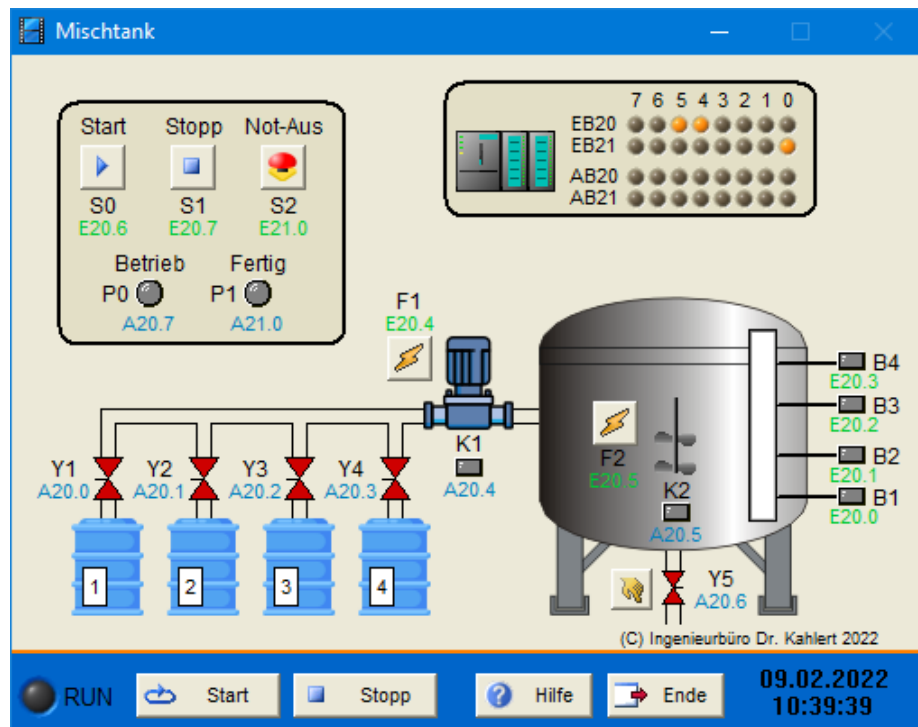 Mischtank
7 6 5 4 3 2 1 0
EB20
EB21
AB20
AB21
Start Stopp Not-Aus
S0 S1 S2
E20.6 E20.7 E21.0
Betrieb Fertig
P0 P1
A20.7 A21.0
F1
E20.4
B4
E20.3
B3
E20.2
K1
A20.4
F2
E20.5
B2
E20.1
K2
A20.5
B1
E20.0
Y1 Y2 Y3 Y4
A20.0 A20.1 A20.2 A20.3
1 2 3 4
Y5
A20.6
(C) Ingenieurbüro Dr. Kahlert 2022
RUN Start Stopp Hilfe Ende
09.02.2022
10:39:39